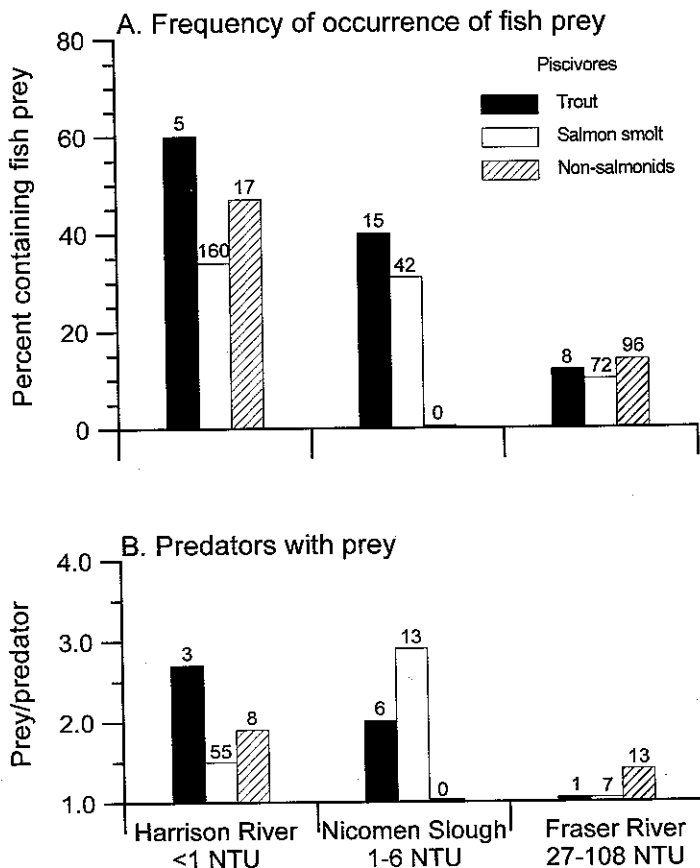 A. Frequency of occurrence of fish prey
Percent containing fish prey
80
60
40
20
0
Piscivores
Trout
Salmon smolt
Non-salmonids
5
160
17
15
42
0
8
72
96
B. Predators with prey
Prey/predator
4.0
3.0
2.0
1.0
3
55
8
6
13
0
1
7
13
Harrison River
<1 NTU
Nicomen Slough
1-6 NTU
Fraser River
27-108 NTU